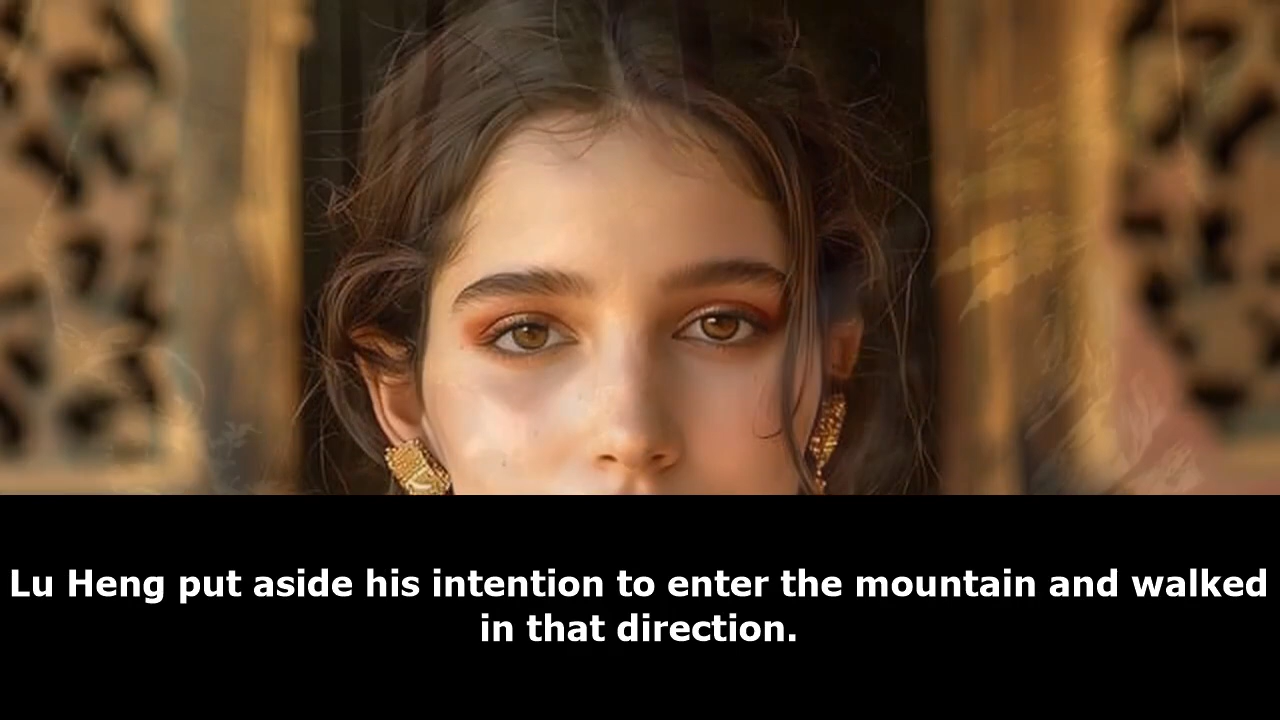 Lu Heng put aside his intention to enter the mountain and walked
in that direction.